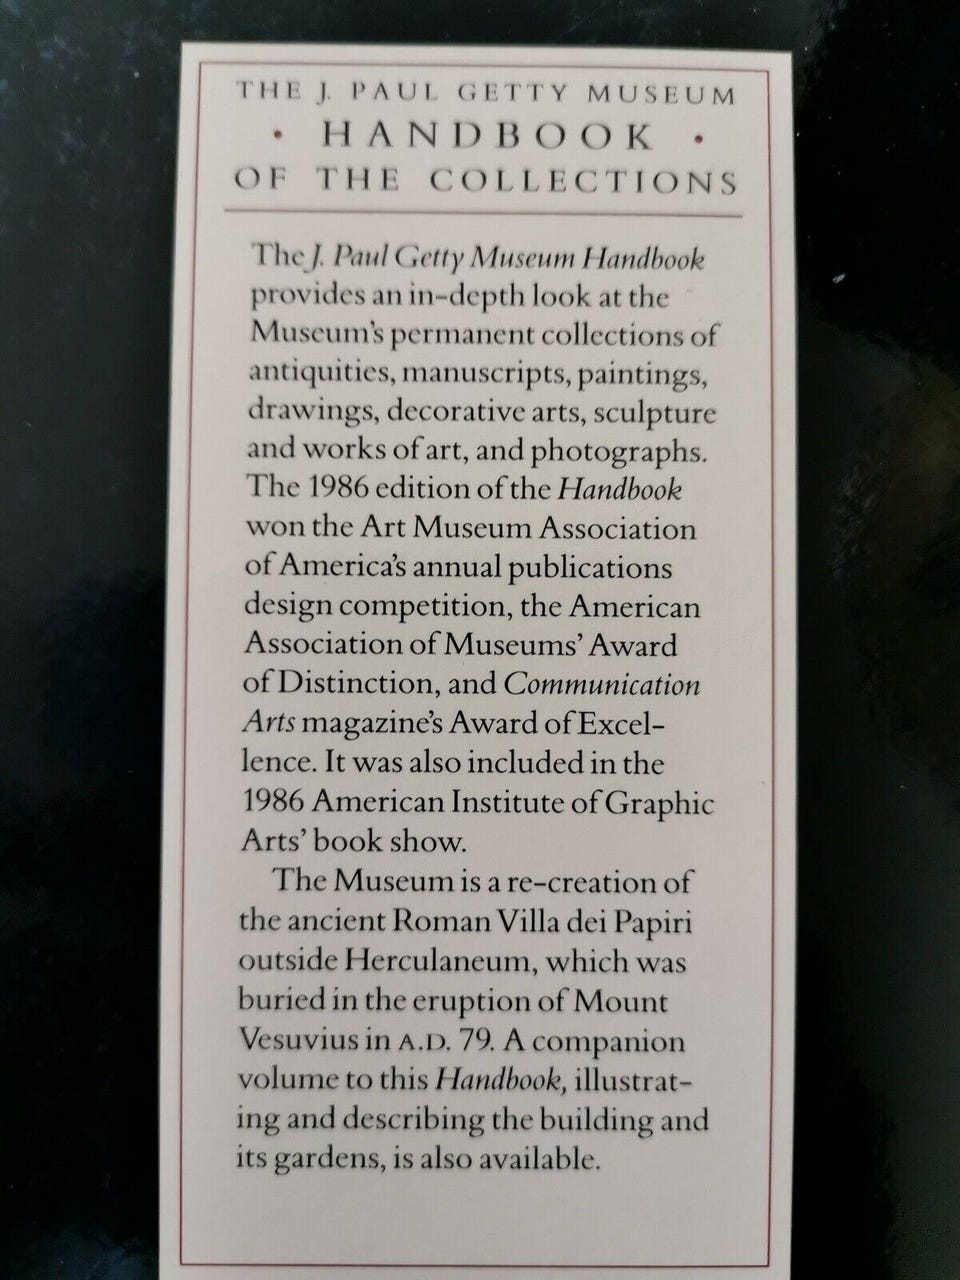 THE J. PAUL GETTY MUSEUM
• HANDBOOK •
OF THE COLLECTIONS
The J. Paul Getty Museum Handbook
provides an in-depth look at the
Museum's permanent collections of
antiquities, manuscripts, paintings,
drawings, decorative arts, sculpture
and works of art, and photographs.
The 1986 edition of the Handbook
won the Art Museum Association
of America's annual publications
design competition, the American
Association of Museums' Award
of Distinction, and Communication
Arts magazine's Award of Excel-
lence. It was also included in the
1986 American Institute of Graphic
Arts' book show.
The Museum is a re-creation of
the ancient Roman Villa dei Papiri
outside Herculaneum, which was
buried in the eruption of Mount
Vesuvius in A.D. 79. A companion
volume to this Handbook, illustrat-
ing and describing the building and
its gardens, is also available.